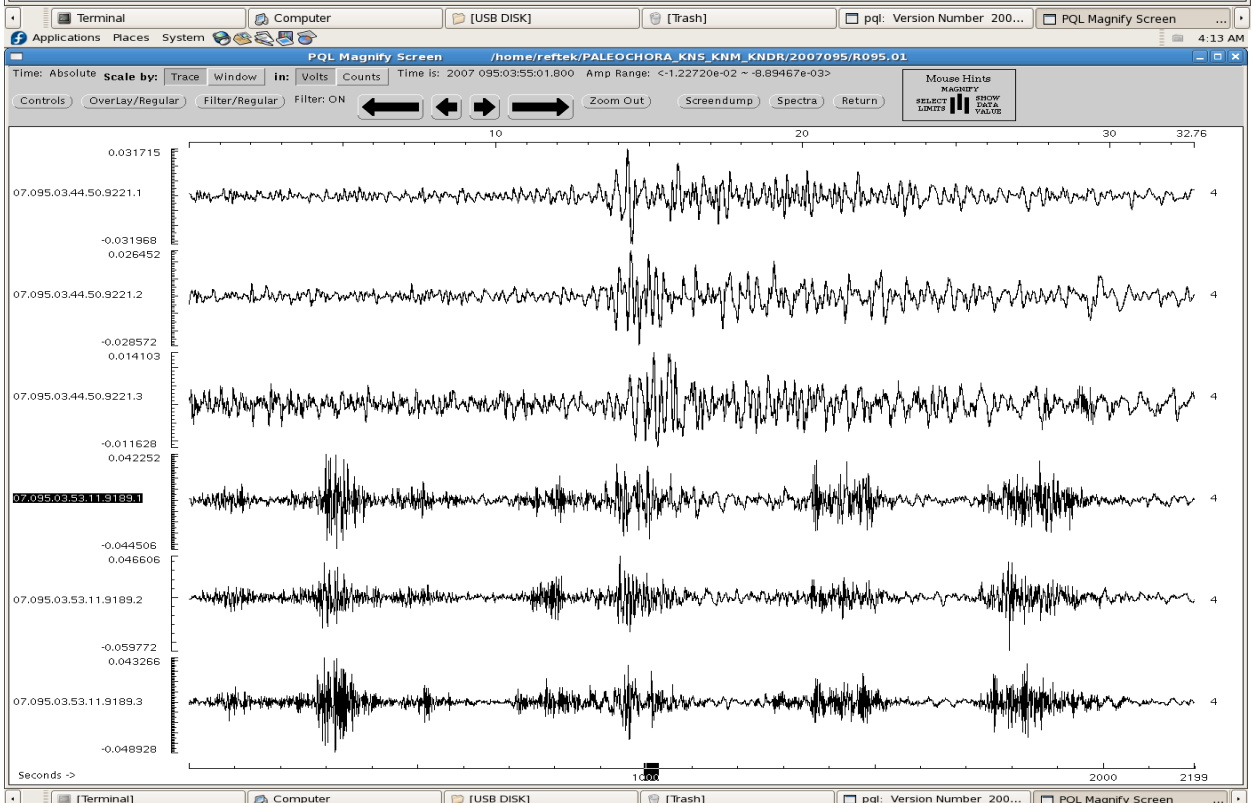 Terminal Computer [USB DISK] [Trash] pql: Version Number 200... PQL Magnify Screen ...
Applications Places System 4:13 AM
PQL Magnify Screen /home/reftek/PALEOCHORA_KNS_KNM_KNDR/2007095/R095.01
Time: Absolute Scale by: Trace Window in: Volts Counts Time is: 2007 095:03:55:01.800 Amp Range: <-1.22720e-02 ~ -8.89467e-03>
Mouse Hints
MAGNIFY
SELECT LIMITS SHOW DATA VALUE
Controls OverLay/Regular Filter/Regular Filter: ON Zoom Out Screendump Spectra Return
10 20 30 32.76
0.031715
07.095.03.44.50.9221.1 4
-0.031968
0.026452
07.095.03.44.50.9221.2 4
-0.028572
0.014103
07.095.03.44.50.9221.3 4
-0.011628
0.042252
07.095.03.53.11.9189.1 4
-0.044506
0.046606
07.095.03.53.11.9189.2 4
-0.059772
0.043266
07.095.03.53.11.9189.3 4
-0.048928
Seconds -> 1000 2000 2199
[Terminal] Computer [USB DISK] [Trash] pql: Version Number 200... PQL Magnify Screen ...